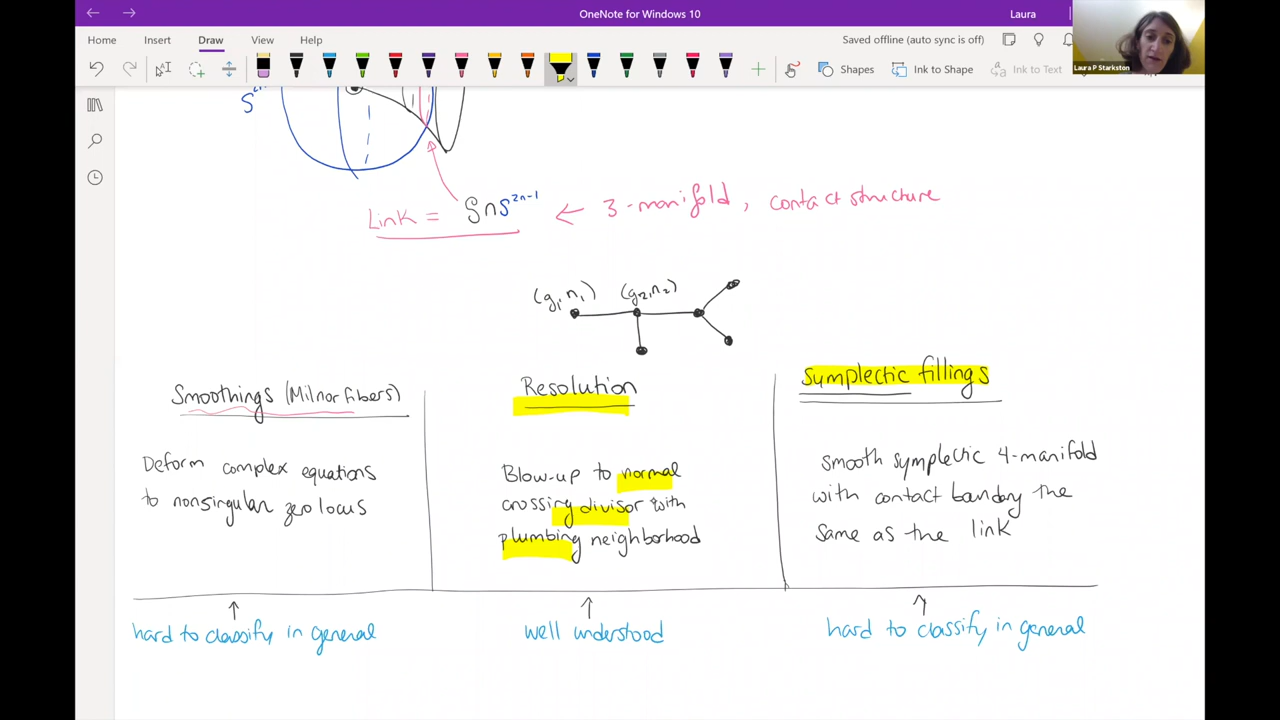 OneNote for Windows 10
Laura
Home Insert Draw View Help
Saved offline (auto sync is off)
Shapes Ink to Shape Ink to Text
Laura P Starkston
Link = S∩S²ⁿ⁻¹ ← 3-manifold, contact structure
(g₁,n₁) (g₂,n₂)
Smoothings (Milnor fibers)
Deform complex equations
to nonsingular zero locus
↑
hard to classify in general
Resolution
Blow-up to normal
crossing divisor with
plumbing neighborhood
↑
well understood
Symplectic fillings
smooth symplectic 4-manifold
with contact bandary the
same as the link
↑
hard to classify in general